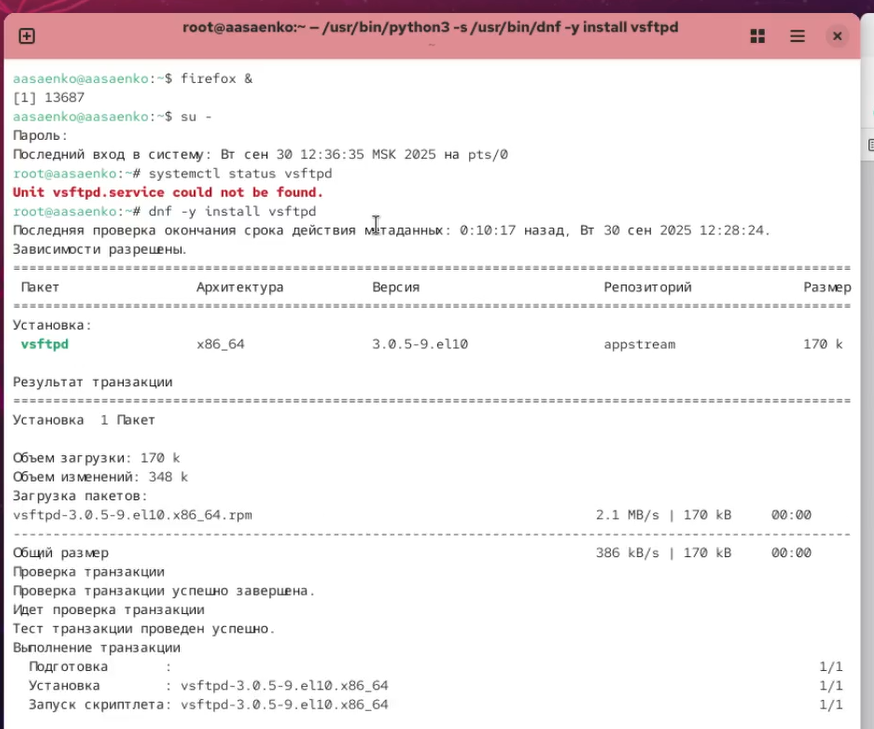 root@aasaenko:~ — /usr/bin/python3 -s /usr/bin/dnf -y install vsftpd
~
aasaenko@aasaenko:~$ firefox &
[1] 13687
aasaenko@aasaenko:~$ su -
Пароль:
Последний вход в систему: Вт сен 30 12:36:35 MSK 2025 на pts/0
root@aasaenko:~# systemctl status vsftpd
Unit vsftpd.service could not be found.
root@aasaenko:~# dnf -y install vsftpd
Последняя проверка окончания срока действия метаданных: 0:10:17 назад, Вт 30 сен 2025 12:28:24.
Зависимости разрешены.
================================================================================
Пакет Архитектура Версия Репозиторий Размер
================================================================================
Установка:
vsftpd x86_64 3.0.5-9.el10 appstream 170 k
Результат транзакции
================================================================================
Установка 1 Пакет
Объем загрузки: 170 k
Объем изменений: 348 k
Загрузка пакетов:
vsftpd-3.0.5-9.el10.x86_64.rpm 2.1 MB/s | 170 kB 00:00
--------------------------------------------------------------------------------
Общий размер 386 kB/s | 170 kB 00:00
Проверка транзакции
Проверка транзакции успешно завершена.
Идет проверка транзакции
Тест транзакции проведен успешно.
Выполнение транзакции
Подготовка : 1/1
Установка : vsftpd-3.0.5-9.el10.x86_64 1/1
Запуск скриптлета: vsftpd-3.0.5-9.el10.x86_64 1/1